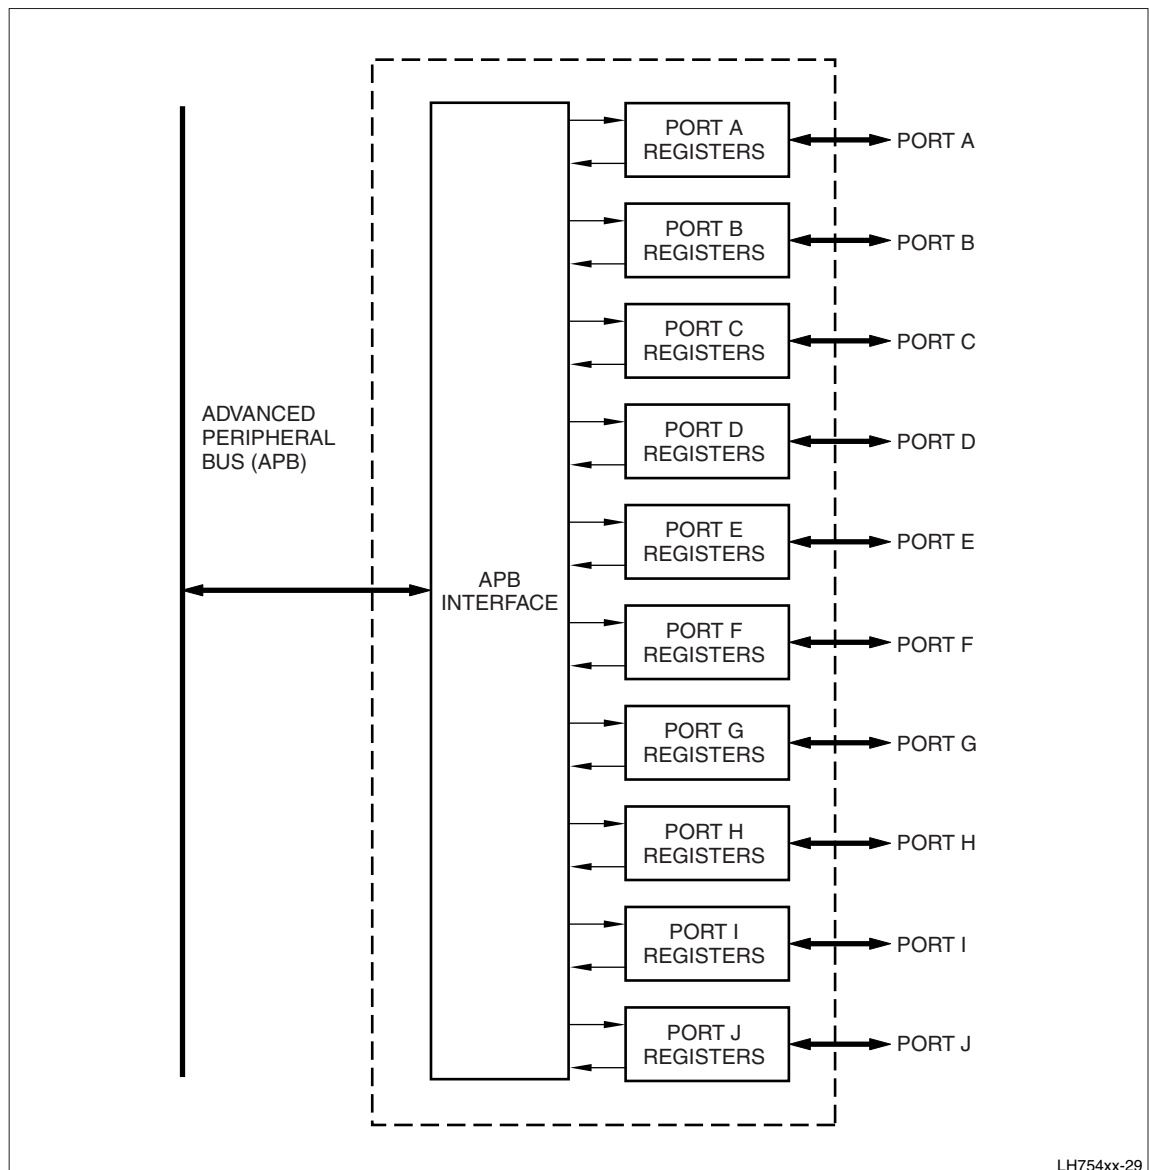 ADVANCED
PERIPHERAL
BUS (APB)
APB
INTERFACE
PORT A
REGISTERS
PORT A
PORT B
REGISTERS
PORT B
PORT C
REGISTERS
PORT C
PORT D
REGISTERS
PORT D
PORT E
REGISTERS
PORT E
PORT F
REGISTERS
PORT F
PORT G
REGISTERS
PORT G
PORT H
REGISTERS
PORT H
PORT I
REGISTERS
PORT I
PORT J
REGISTERS
PORT J
LH754xx-29